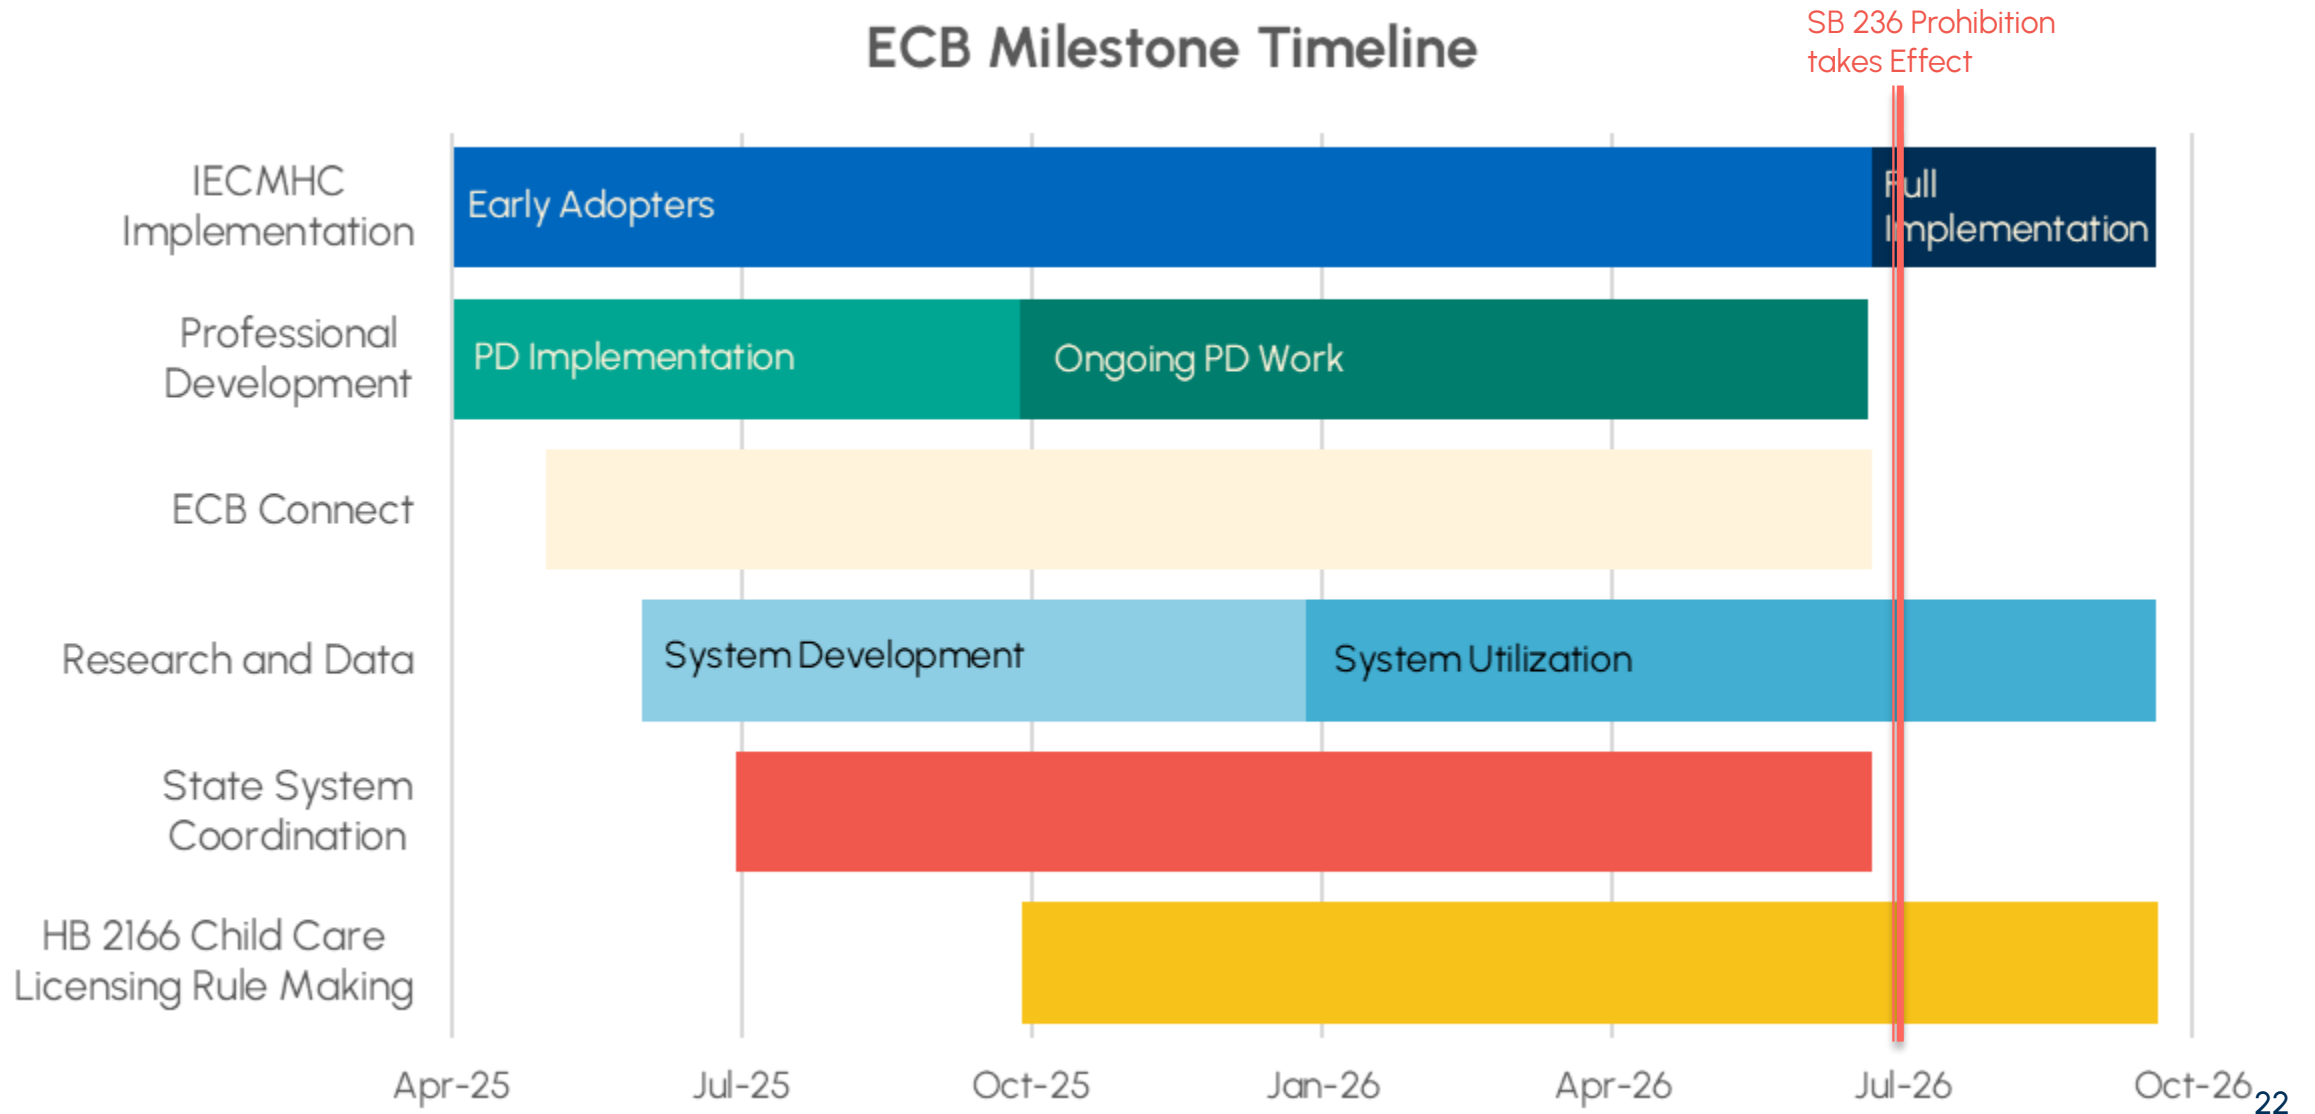 ECB Milestone Timeline
SB 236 Prohibition
takes Effect
IECMHC
Implementation
Early Adopters
Full
Implementation
Professional
Development
PD Implementation
Ongoing PD Work
ECB Connect
Research and Data
System Development
System Utilization
State System
Coordination
HB 2166 Child Care
Licensing Rule Making
Apr-25
Jul-25
Oct-25
Jan-26
Apr-26
Jul-26
Oct-26
22